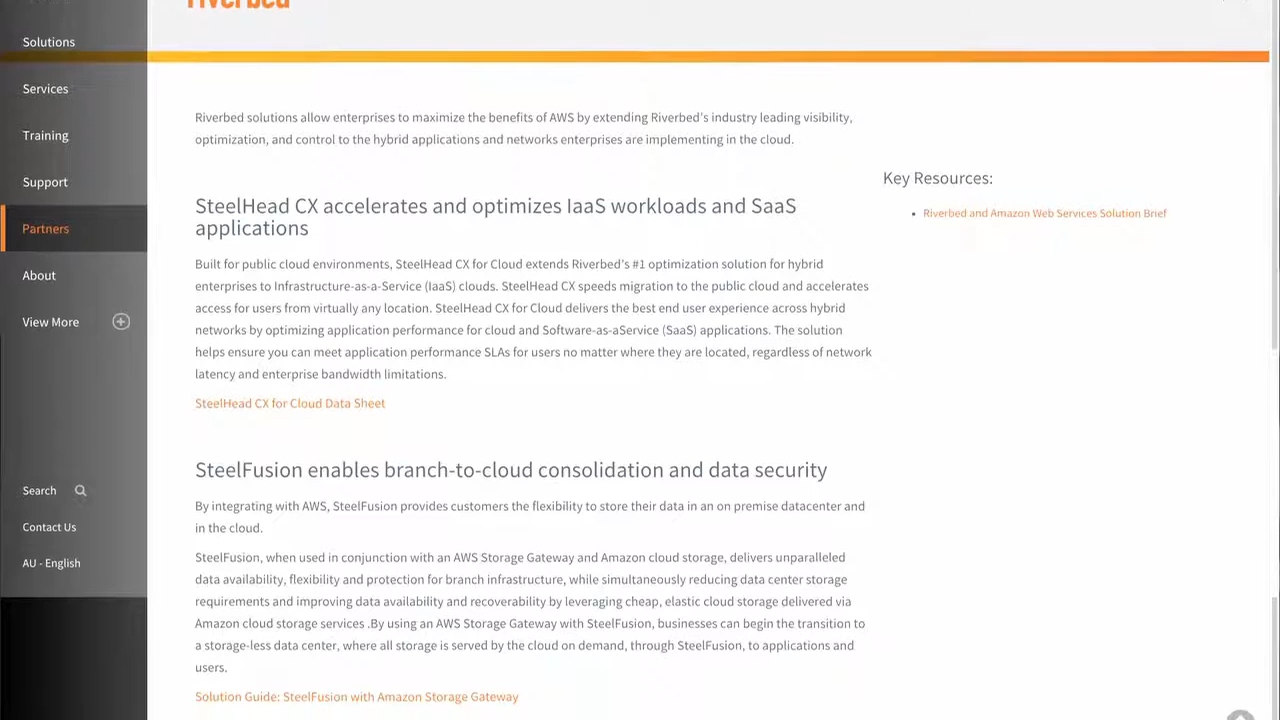 riverbed
Solutions
Services
Training
Support
Partners
About
View More
Search
Contact Us
AU - English
Riverbed solutions allow enterprises to maximize the benefits of AWS by extending Riverbed's industry leading visibility,
optimization, and control to the hybrid applications and networks enterprises are implementing in the cloud.
Key Resources:
• Riverbed and Amazon Web Services Solution Brief
SteelHead CX accelerates and optimizes IaaS workloads and SaaS
applications
Built for public cloud environments, SteelHead CX for Cloud extends Riverbed's #1 optimization solution for hybrid
enterprises to Infrastructure-as-a-Service (IaaS) clouds. SteelHead CX speeds migration to the public cloud and accelerates
access for users from virtually any location. SteelHead CX for Cloud delivers the best end user experience across hybrid
networks by optimizing application performance for cloud and Software-as-aService (SaaS) applications. The solution
helps ensure you can meet application performance SLAs for users no matter where they are located, regardless of network
latency and enterprise bandwidth limitations.
SteelHead CX for Cloud Data Sheet
SteelFusion enables branch-to-cloud consolidation and data security
By integrating with AWS, SteelFusion provides customers the flexibility to store their data in an on premise datacenter and
in the cloud.
SteelFusion, when used in conjunction with an AWS Storage Gateway and Amazon cloud storage, delivers unparalleled
data availability, flexibility and protection for branch infrastructure, while simultaneously reducing data center storage
requirements and improving data availability and recoverability by leveraging cheap, elastic cloud storage delivered via
Amazon cloud storage services .By using an AWS Storage Gateway with SteelFusion, businesses can begin the transition to
a storage-less data center, where all storage is served by the cloud on demand, through SteelFusion, to applications and
users.
Solution Guide: SteelFusion with Amazon Storage Gateway